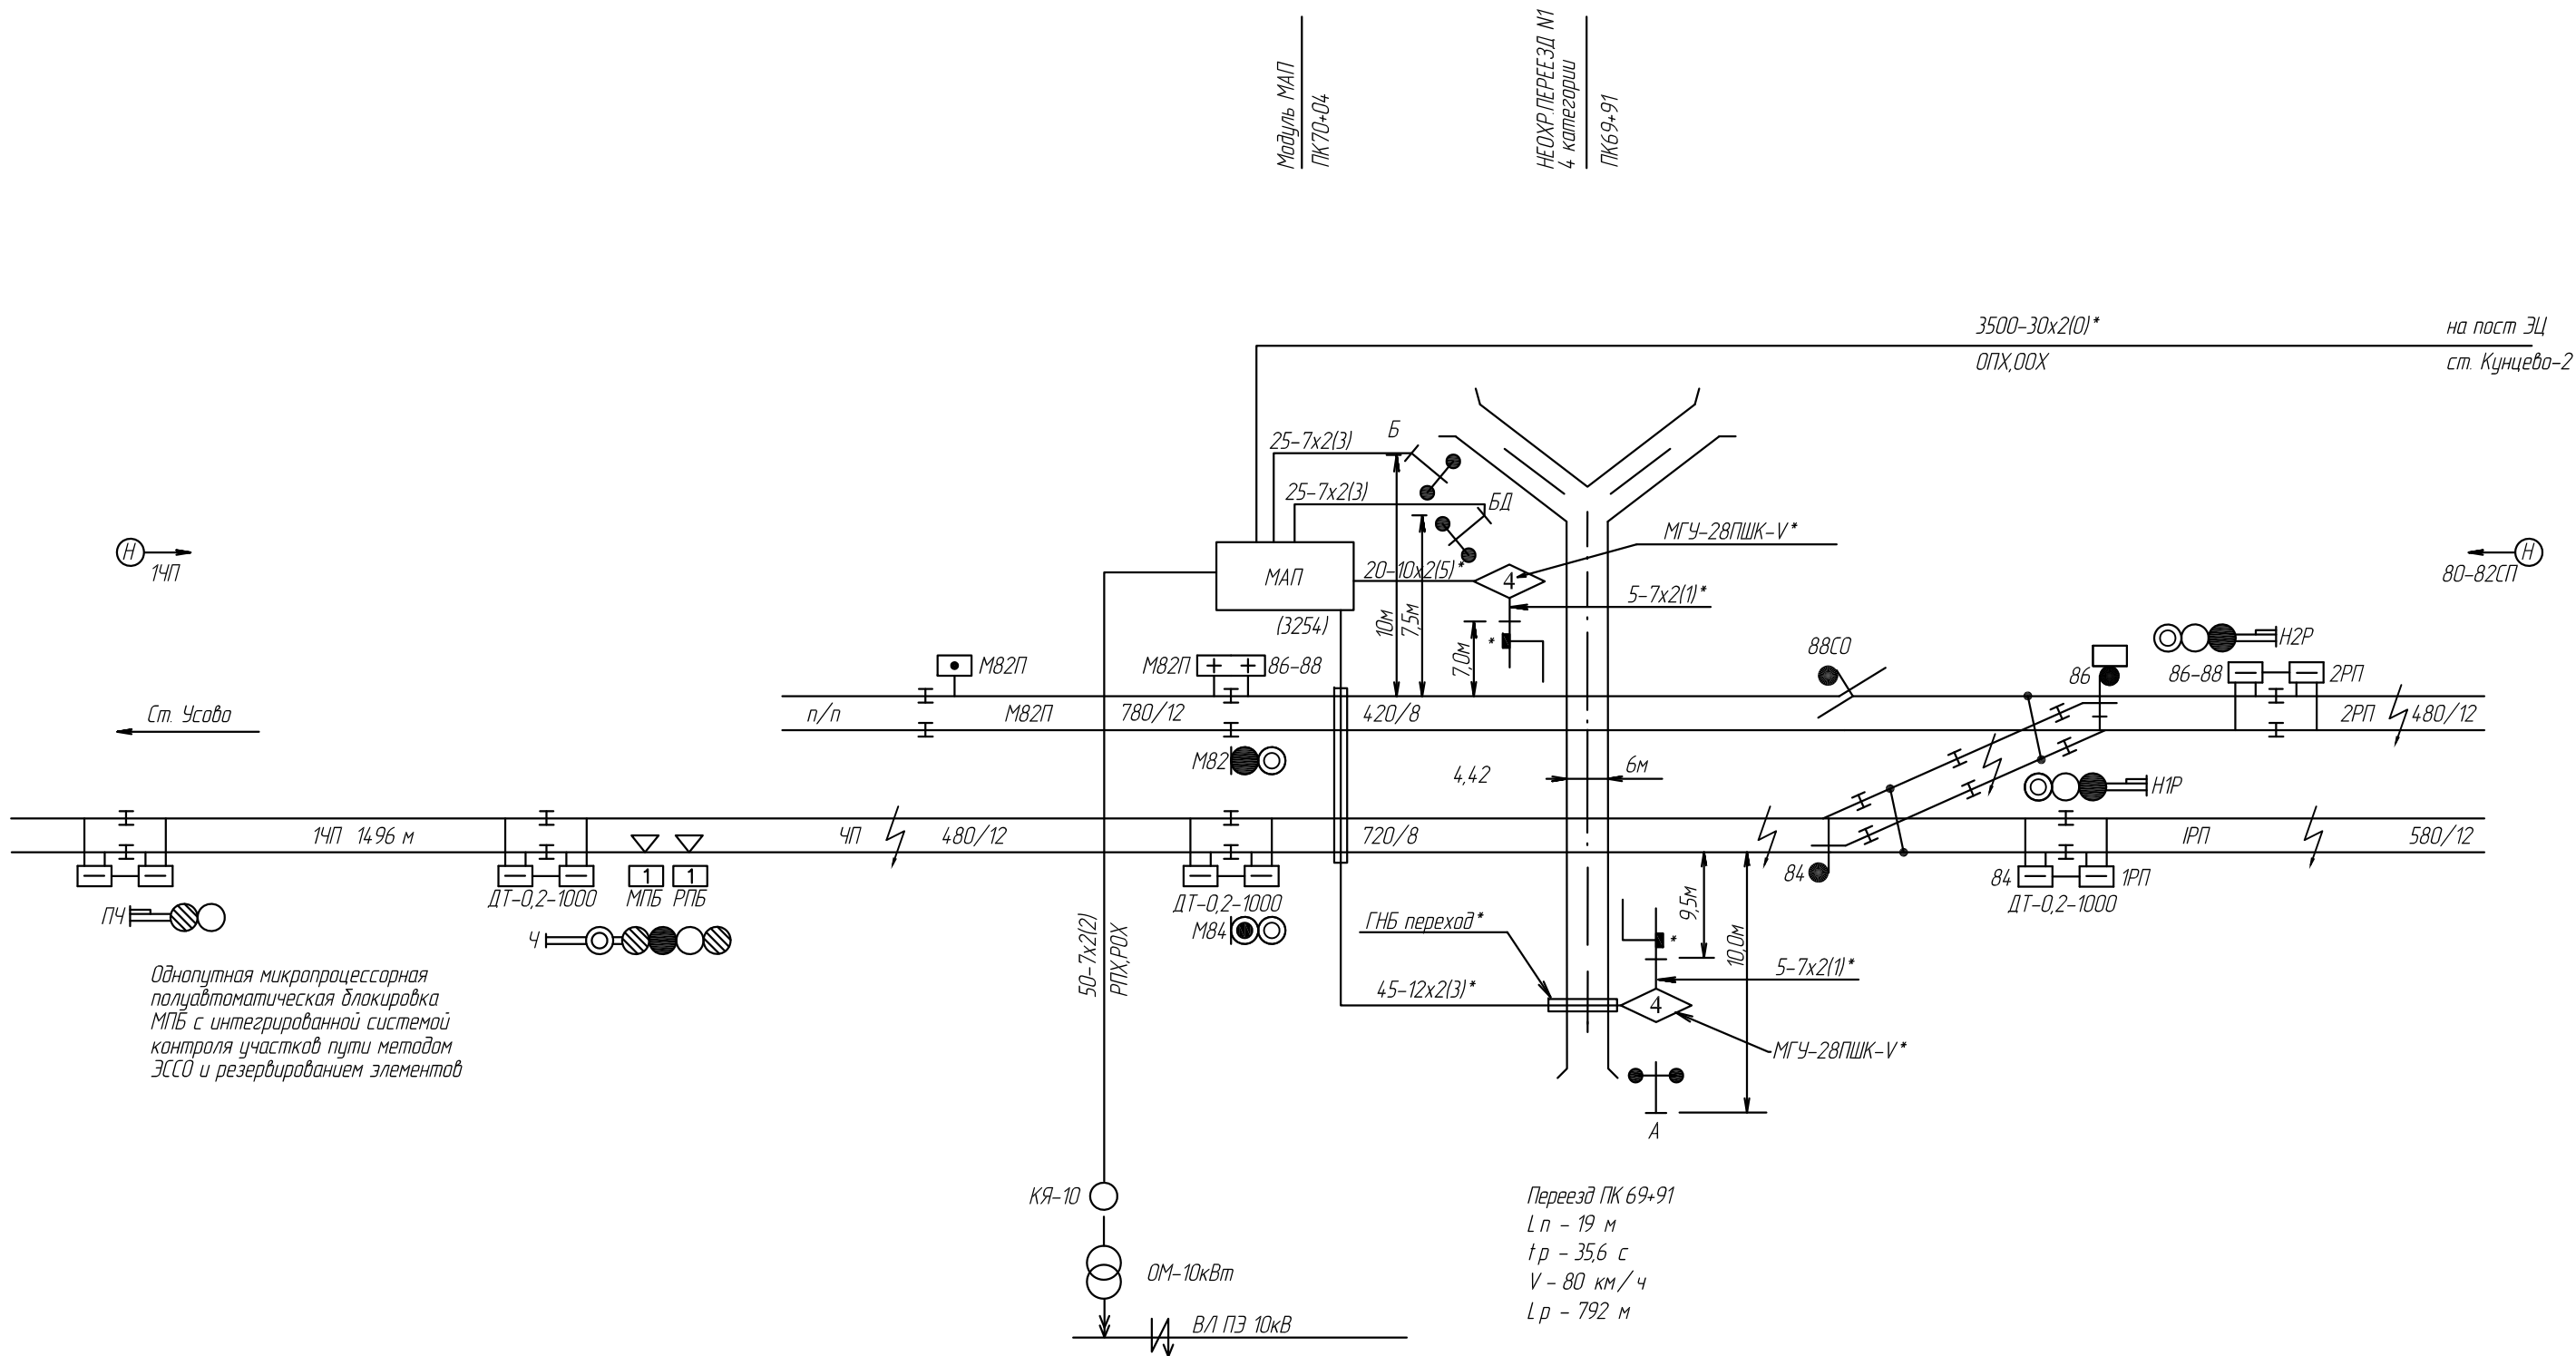 Модуль МАП
ПК70+04
НЕОХР.ПЕРЕЕЗД N1
4 категории
ПК69+91
3500-30х2(0)*
на пост ЭЦ
ОПХ,ООХ
ст. Кунцево-2
25-7х2(3)
Б
25-7х2(3)
БД
МГУ-28ПШК-V*
Н
1ЧП
Н
80-82СП
МАП
20-10х2(5)*
4
5-7х2(1)*
(3254)
10м
7,5м
7,0м
*
М82П
М82П
86-88
88СО
86
Н2Р
86-88
2РП
Ст. Усово
п/п
М82П
780/12
420/8
2РП
480/12
М82
4,42
6м
Н1Р
1ЧП 1496 м
ЧП
480/12
720/8
IРП
580/12
84
84
1РП
ДТ-0,2-1000
1
1
МПБ
РПБ
ДТ-0,2-1000
ДТ-0,2-1000
ПЧ
Ч
М84
ГНБ переход*
*
9,5м
10,0м
50-7х2(2)
РПХ,РОХ
5-7х2(1)*
45-12х2(3)*
4
МГУ-28ПШК-V*
Однопутная микропроцессорная
полуавтоматическая блокировка
МПБ с интегрированной системой
контроля участков пути методом
ЭССО и резервированием элементов
А
КЯ-10
ОМ-10кВт
ВЛ ПЭ 10кВ
Переезд ПК 69+91
Lп - 19 м
tр - 35,6 с
V - 80 км/ч
Lр - 792 м